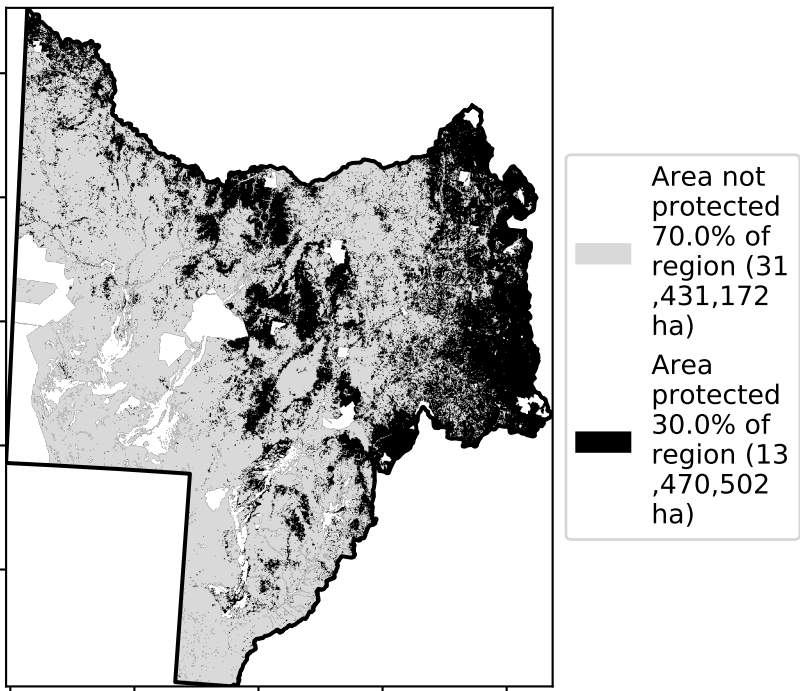 Area not
protected
70.0% of
region (31
,431,172
ha)
Area
protected
30.0% of
region (13
,470,502
ha)